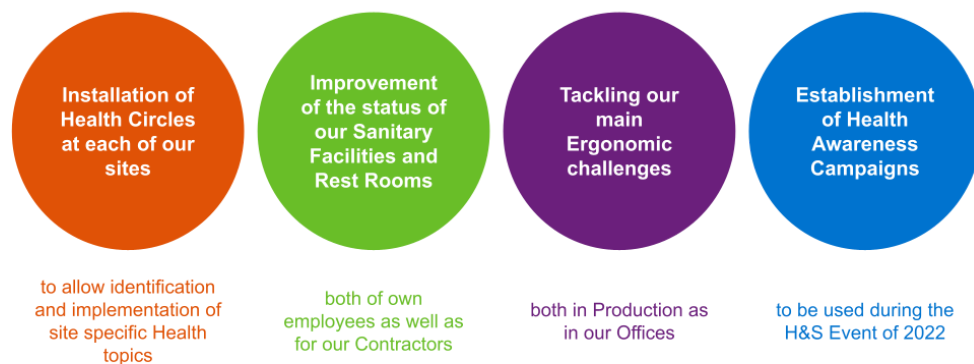 Installation of
Health Circles
at each of our
sites
Improvement
of the status of
our Sanitary
Facilities and
Rest Rooms
Tackling our
main
Ergonomic
challenges
Establishment
of Health
Awareness
Campaigns
to allow identification
and implementation of
site specific Health
topics
both of own
employees as well as
for our Contractors
both in Production as
in our Offices
to be used during the
H&S Event of 2022